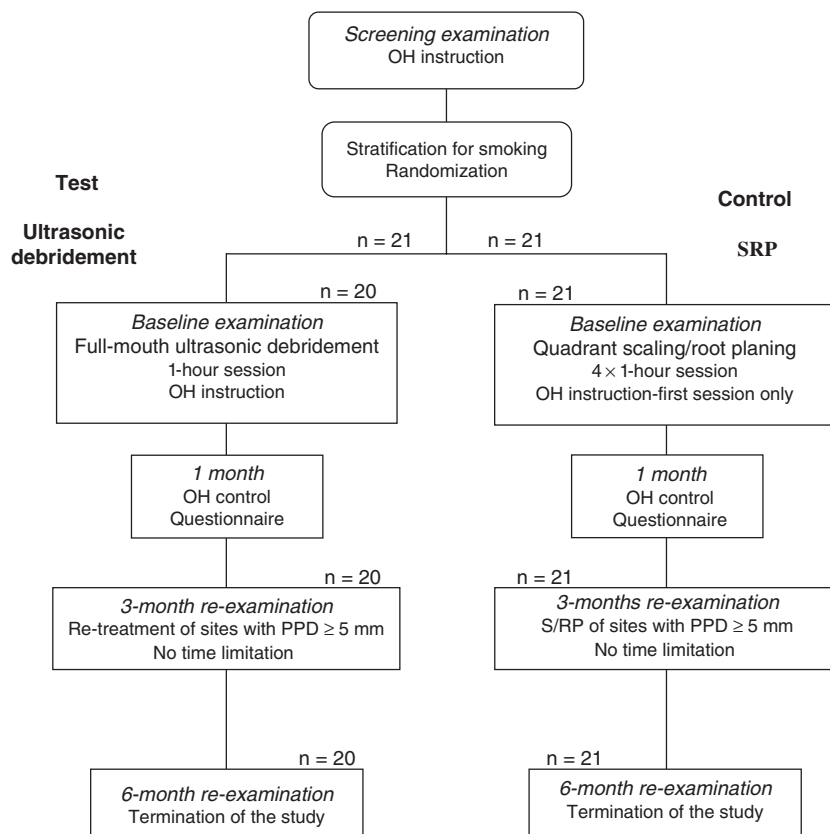 Screening examination
OH instruction
Stratification for smoking
Randomization
Test
Ultrasonic
debridement
Control
SRP
n = 21
n = 21
n = 20
Baseline examination
Full-mouth ultrasonic debridement
1-hour session
OH instruction
n = 21
Baseline examination
Quadrant scaling/root planing
4 × 1-hour session
OH instruction-first session only
1 month
OH control
Questionnaire
1 month
OH control
Questionnaire
n = 20
3-month re-examination
Re-treatment of sites with PPD ≥ 5 mm
No time limitation
n = 21
3-months re-examination
S/RP of sites with PPD ≥ 5 mm
No time limitation
n = 20
6-month re-examination
Termination of the study
n = 21
6-month re-examination
Termination of the study